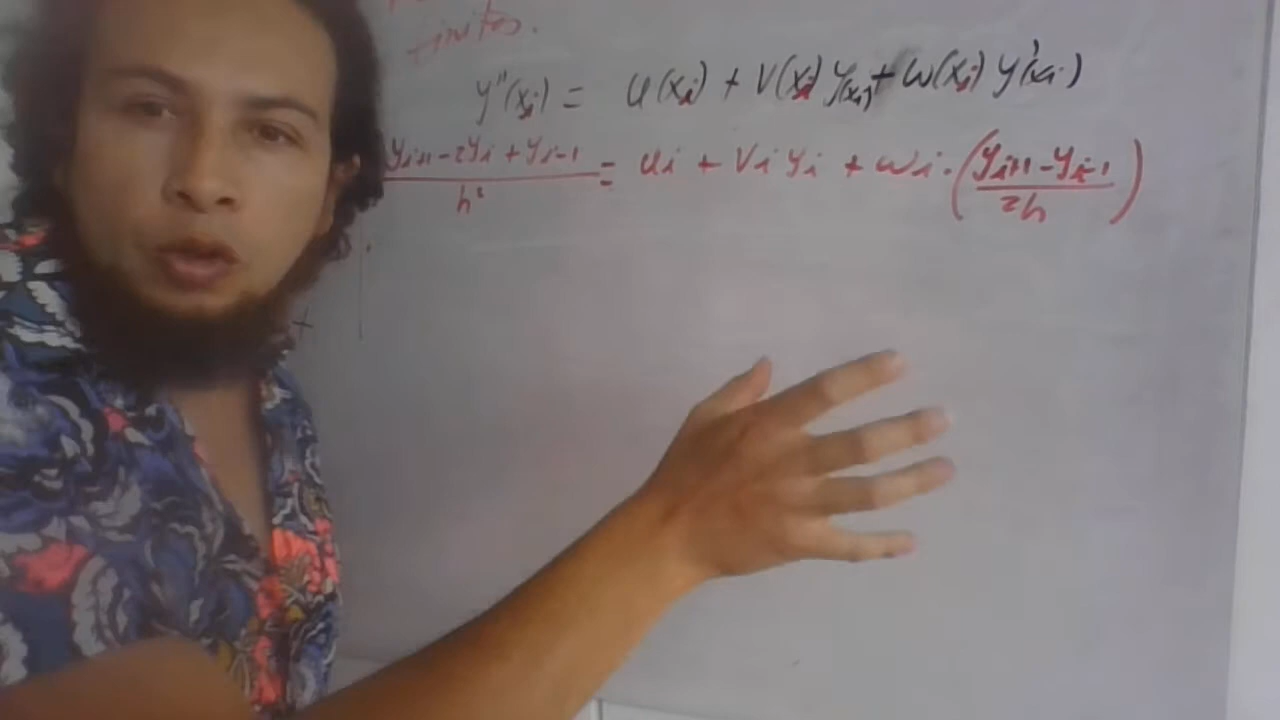 finitos.
y''(xi) = u(xi) + v(xi) y(xi) + w(xi) y'(xi)
yi+1 - 2yi + yi-1 / h² = ui + vi yi + wi · (yi+1 - yi-1 / 2h)